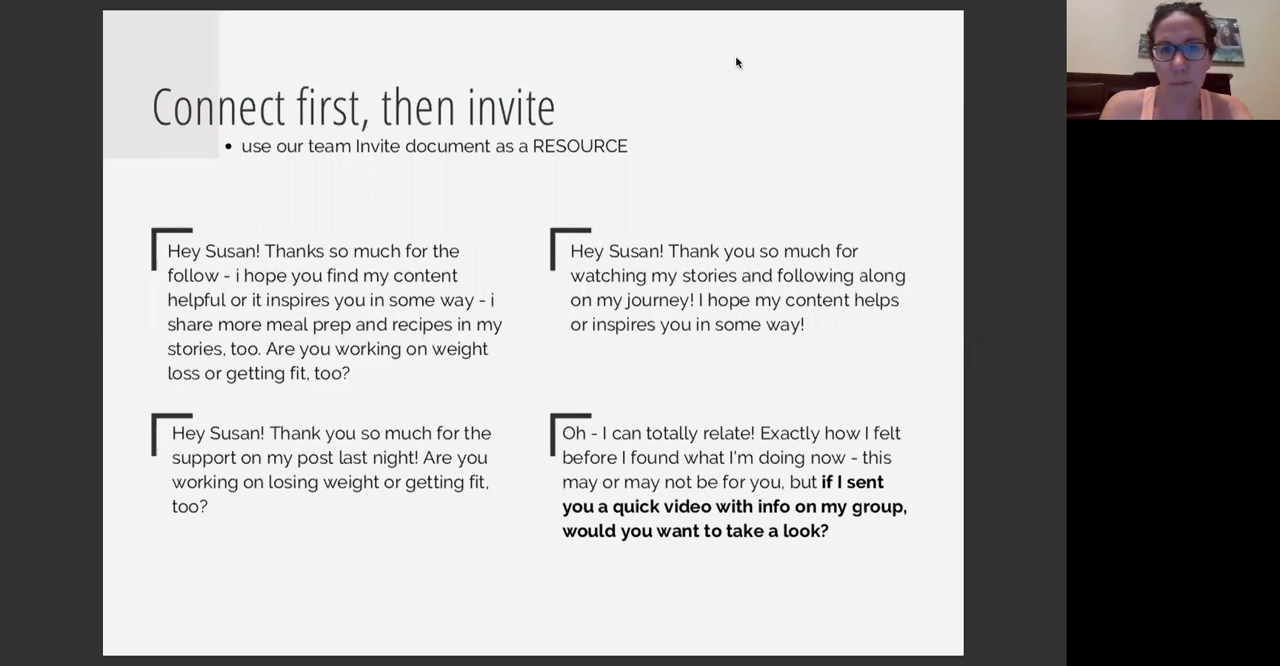 Connect first, then invite
• use our team Invite document as a RESOURCE
Hey Susan! Thanks so much for the
follow - i hope you find my content
helpful or it inspires you in some way - i
share more meal prep and recipes in my
stories, too. Are you working on weight
loss or getting fit, too?
Hey Susan! Thank you so much for
watching my stories and following along
on my journey! I hope my content helps
or inspires you in some way!
Hey Susan! Thank you so much for the
support on my post last night! Are you
working on losing weight or getting fit,
too?
Oh - I can totally relate! Exactly how I felt
before I found what I'm doing now - this
may or may not be for you, but if I sent
you a quick video with info on my group,
would you want to take a look?